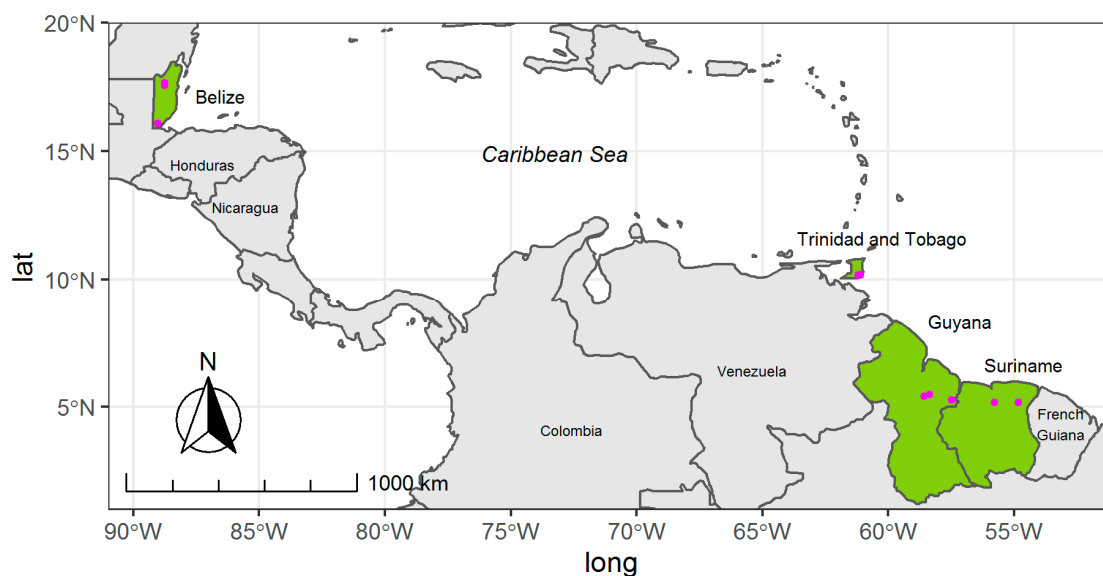 20°N
Belize
15°N
Caribbean Sea
Honduras
Nicaragua
Trinidad and Tobago
lat
10°N
Guyana
Suriname
N
Venezuela
5°N
Colombia
French
Guiana
1000 km
90°W 85°W 80°W 75°W 70°W 65°W 60°W 55°W
long